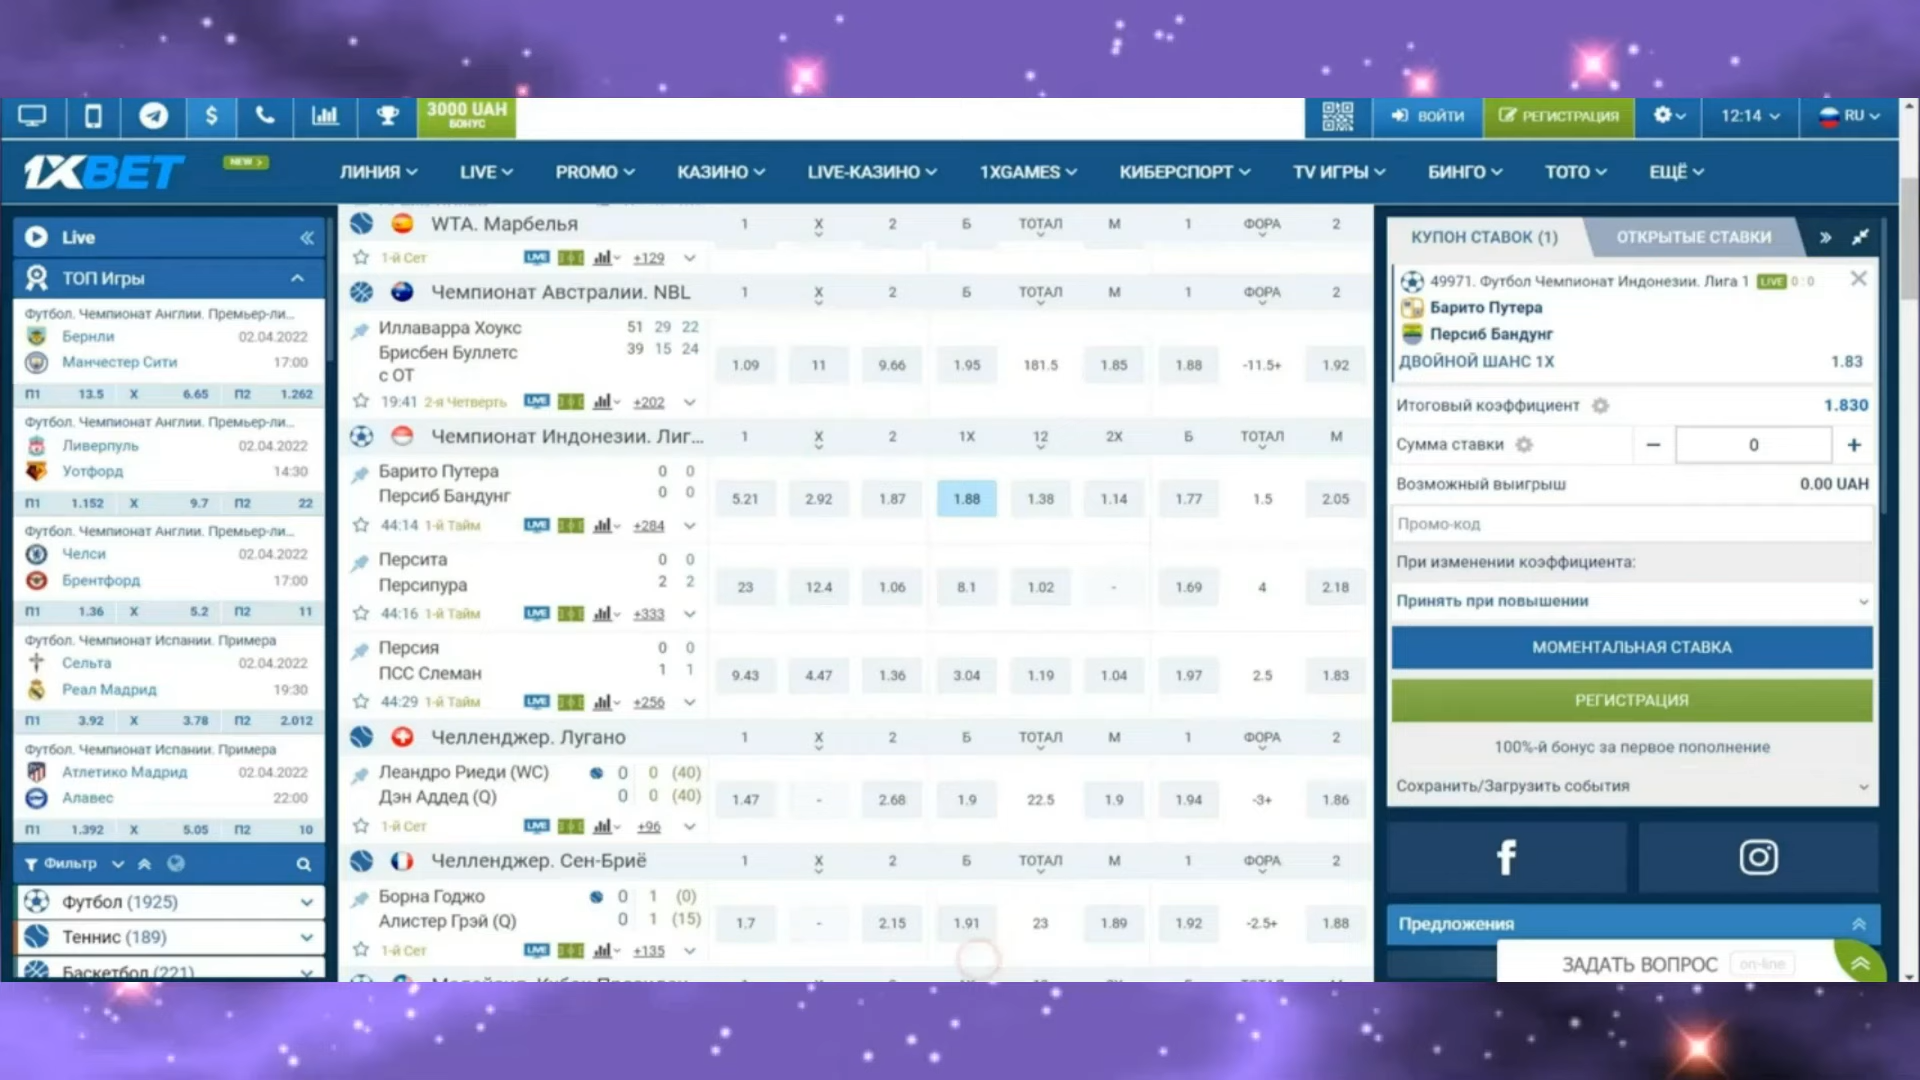 3000 UAH
БОНУС
ВОЙТИ
РЕГИСТРАЦИЯ
12:14
RU
1XBET
NEW >
ЛИНИЯ LIVE PROMO КАЗИНО LIVE-КАЗИНО 1XGAMES КИБЕРСПОРТ TV ИГРЫ БИНГО ТОТО ЕЩЁ
Live
ТОП Игры
Футбол. Чемпионат Англии. Премьер-ли...
Бернли 02.04.2022
Манчестер Сити 17:00
П1 13.5 X 6.65 П2 1.262
Футбол. Чемпионат Англии. Премьер-ли...
Ливерпуль 02.04.2022
Уотфорд 14:30
П1 1.152 X 9.7 П2 22
Футбол. Чемпионат Англии. Премьер-ли...
Челси 02.04.2022
Брентфорд 17:00
П1 1.36 X 5.2 П2 11
Футбол. Чемпионат Испании. Примера
Сельта 02.04.2022
Реал Мадрид 19:30
П1 3.92 X 3.78 П2 2.012
Футбол. Чемпионат Испании. Примера
Атлетико Мадрид 02.04.2022
Алавес 22:00
П1 1.392 X 5.05 П2 10
Фильтр
Футбол (1925)
Теннис (189)
Баскетбол (221)
WTA. Марбелья 1 X 2 Б ТОТАЛ М 1 ФОРА 2
1-й Сет LIVE +129
Чемпионат Австралии. NBL 1 X 2 Б ТОТАЛ М 1 ФОРА 2
Иллаварра Хоукс 51 29 22
Брисбен Буллетс 39 15 24
с ОТ
1.09 11 9.66 1.95 181.5 1.85 1.88 -11.5+ 1.92
19:41 2-я Четверть LIVE +202
Чемпионат Индонезии. Лиг... 1 X 2 1X 12 2X Б ТОТАЛ М
Барито Путера 0 0
Персиб Бандунг 0 0
5.21 2.92 1.87 1.88 1.38 1.14 1.77 1.5 2.05
44:14 1-й Тайм LIVE +284
Персита 0 0
Персипура 2 2
23 12.4 1.06 8.1 1.02 - 1.69 4 2.18
44:16 1-й Тайм LIVE +333
Персия 0 0
ПСС Слеман 1 1
9.43 4.47 1.36 3.04 1.19 1.04 1.97 2.5 1.83
44:29 1-й Тайм LIVE +256
Челленджер. Лугано 1 X 2 Б ТОТАЛ М 1 ФОРА 2
Леандро Риеди (WC) 0 0 (40)
Дэн Аддед (Q) 0 0 (40)
1.47 - 2.68 1.9 22.5 1.9 1.94 -3+ 1.86
1-й Сет LIVE +96
Челленджер. Сен-Бриё 1 X 2 Б ТОТАЛ М 1 ФОРА 2
Борна Годжо 0 1 (0)
Алистер Грэй (Q) 0 1 (15)
1.7 - 2.15 1.91 23 1.89 1.92 -2.5+ 1.88
1-й Сет LIVE +135
КУПОН СТАВОК (1) ОТКРЫТЫЕ СТАВКИ
49971. Футбол Чемпионат Индонезии. Лига 1 LIVE 0 : 0
Барито Путера
Персиб Бандунг
ДВОЙНОЙ ШАНС 1X 1.83
Итоговый коэффициент 1.830
Сумма ставки − 0 +
Возможный выигрыш 0.00 UAH
Промо-код
При изменении коэффициента:
Принять при повышении
МОМЕНТАЛЬНАЯ СТАВКА
РЕГИСТРАЦИЯ
100%-й бонус за первое пополнение
Сохранить/Загрузить события
Предложения
ЗАДАТЬ ВОПРОС on-line